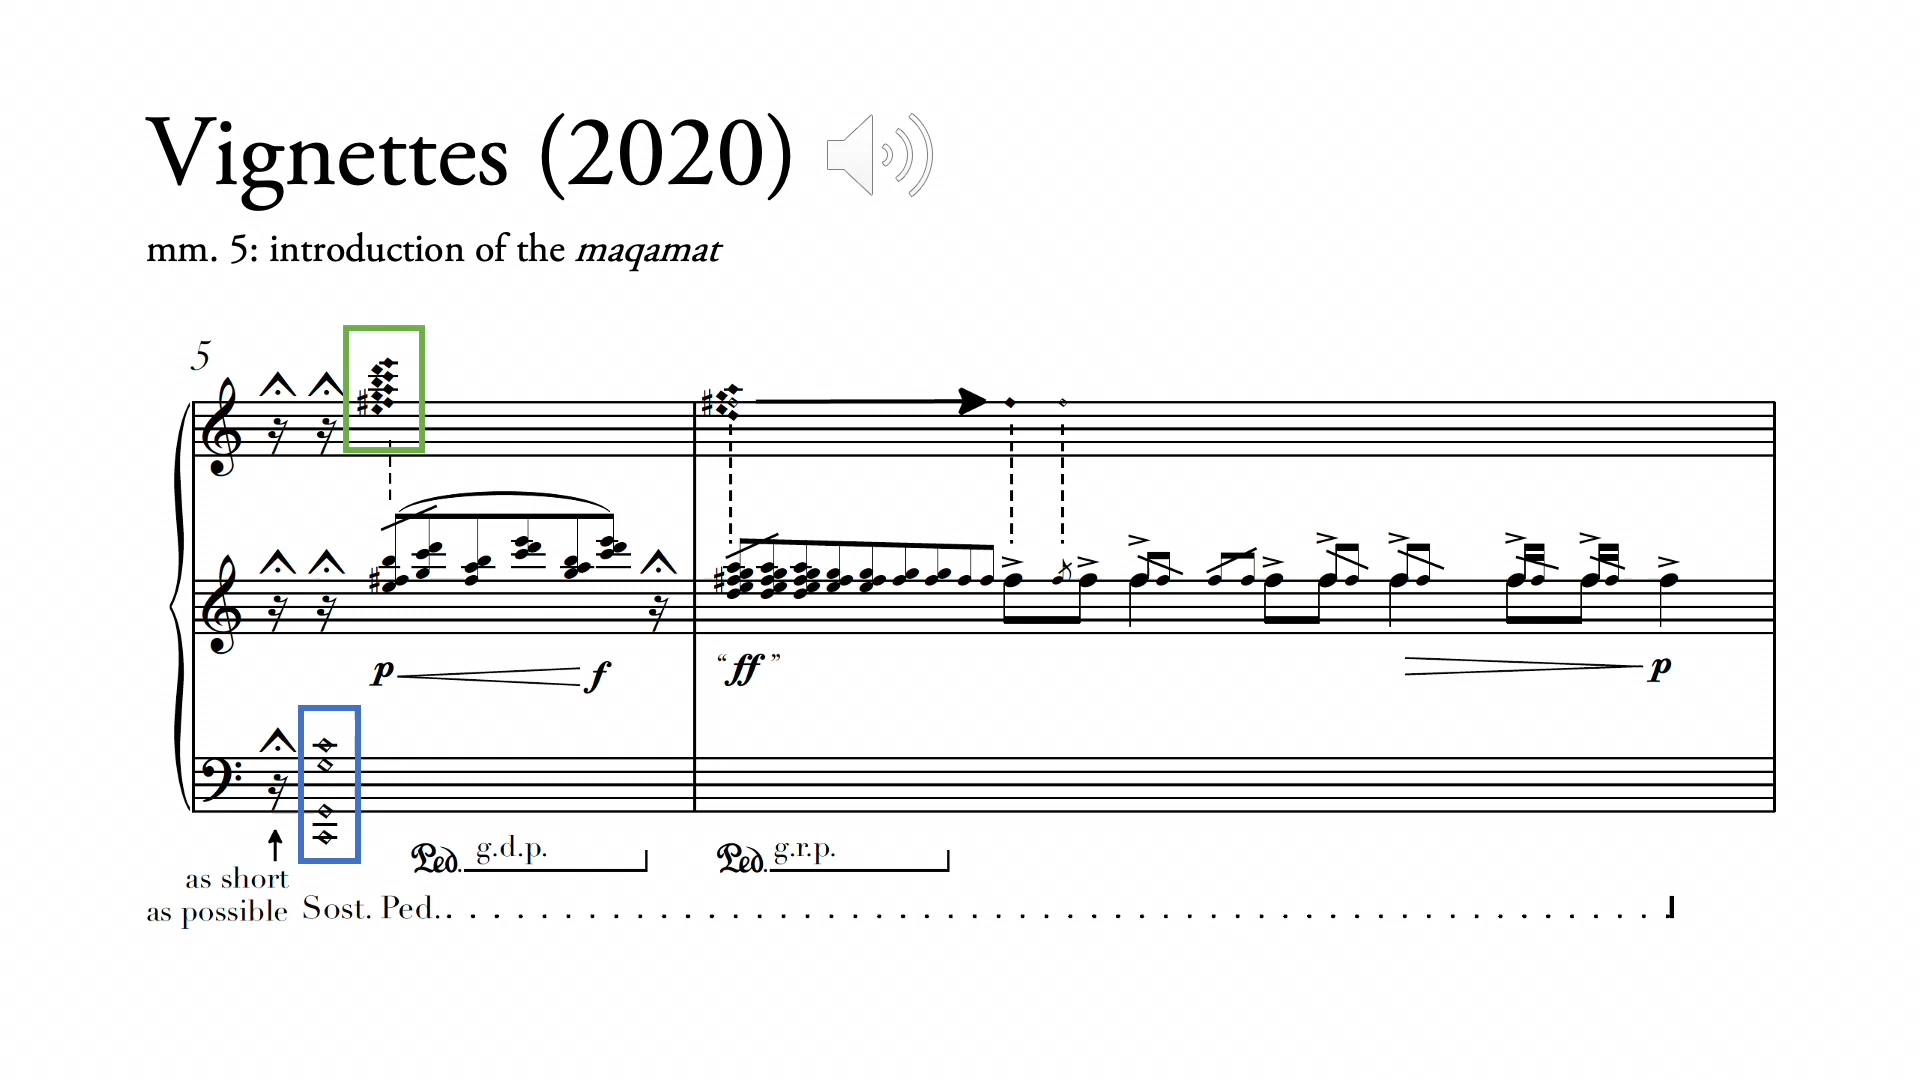 Vignettes (2020)
mm. 5: introduction of the maqamat
5
p f “ff” p
Ped. g.d.p. Ped. g.r.p.
as short
as possible Sost. Ped.